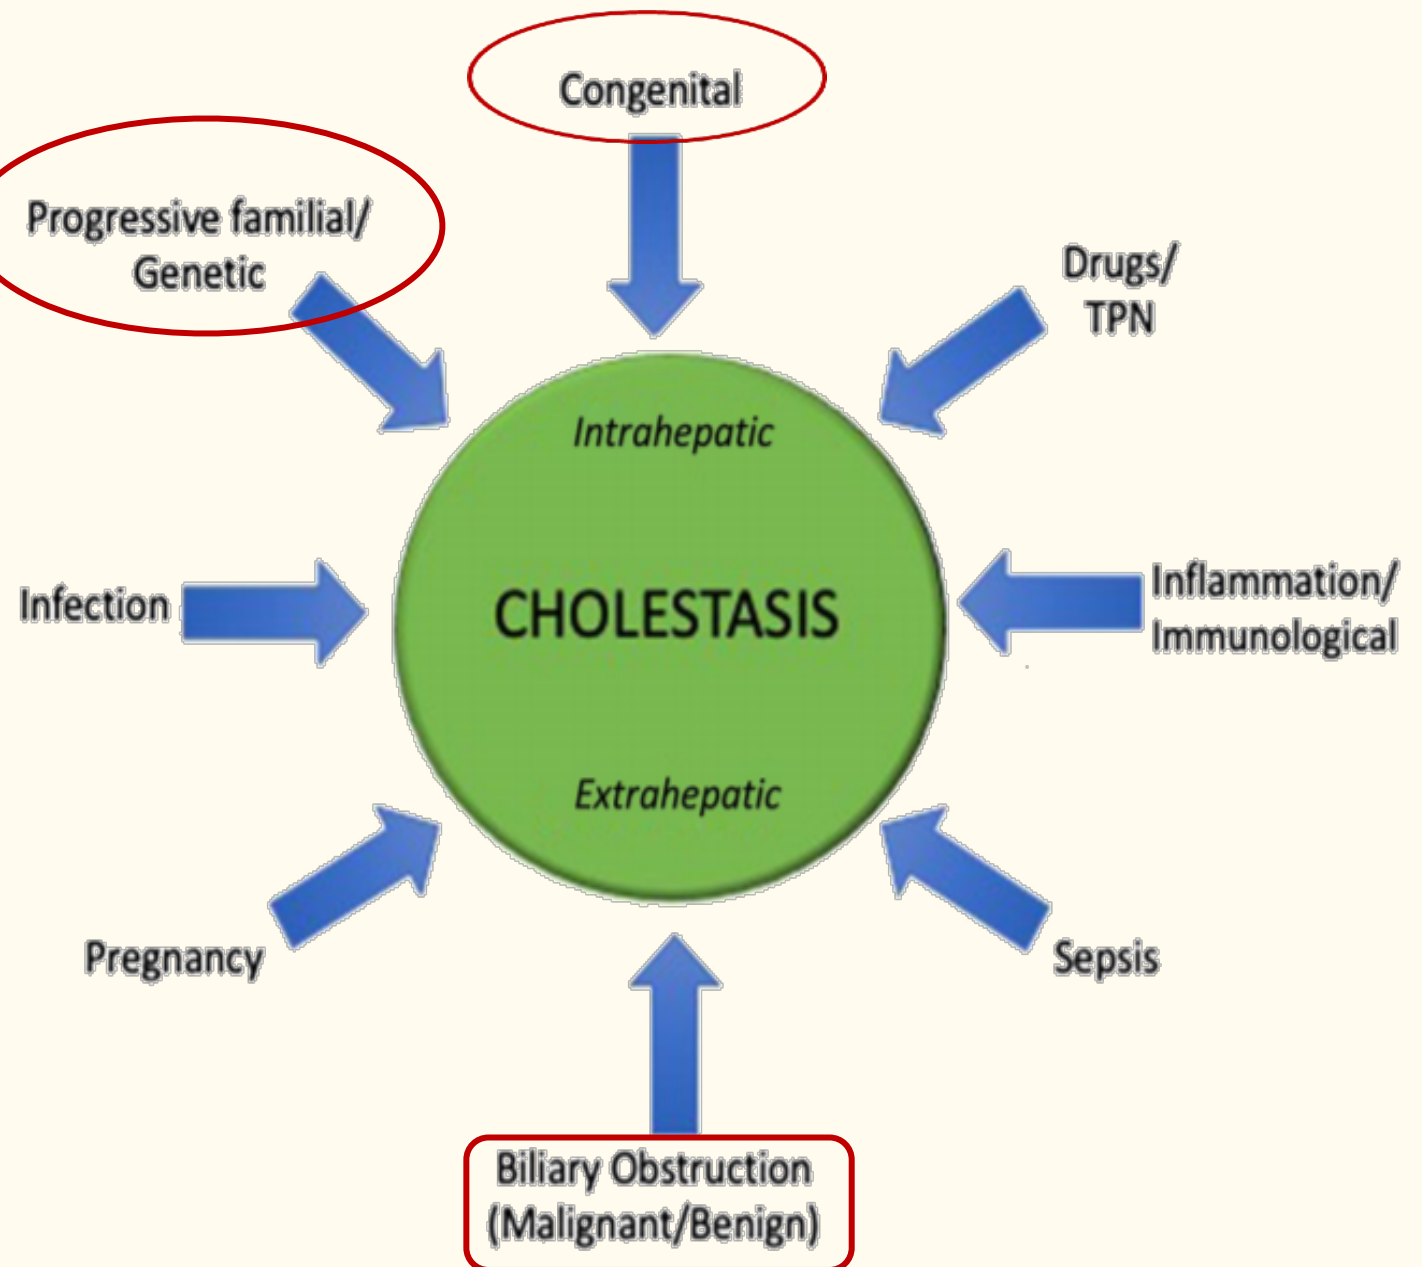 Congenital
Progressive familial/
Genetic
Drugs/
TPN
Intrahepatic
Infection
CHOLESTASIS
Inflammation/
Immunological
Extrahepatic
Pregnancy
Sepsis
Biliary Obstruction
(Malignant/Benign)